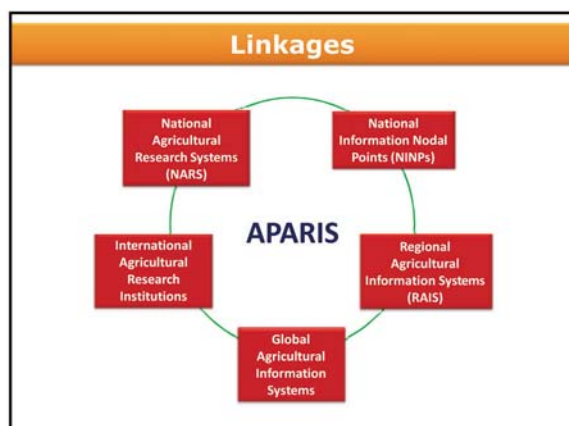 Linkages
National
Agricultural
Research Systems
(NARS)
National
Information Nodal
Points (NINPs)
APARIS
International
Agricultural
Research
Institutions
Regional
Agricultural
Information Systems
(RAIS)
Global
Agricultural
Information
Systems